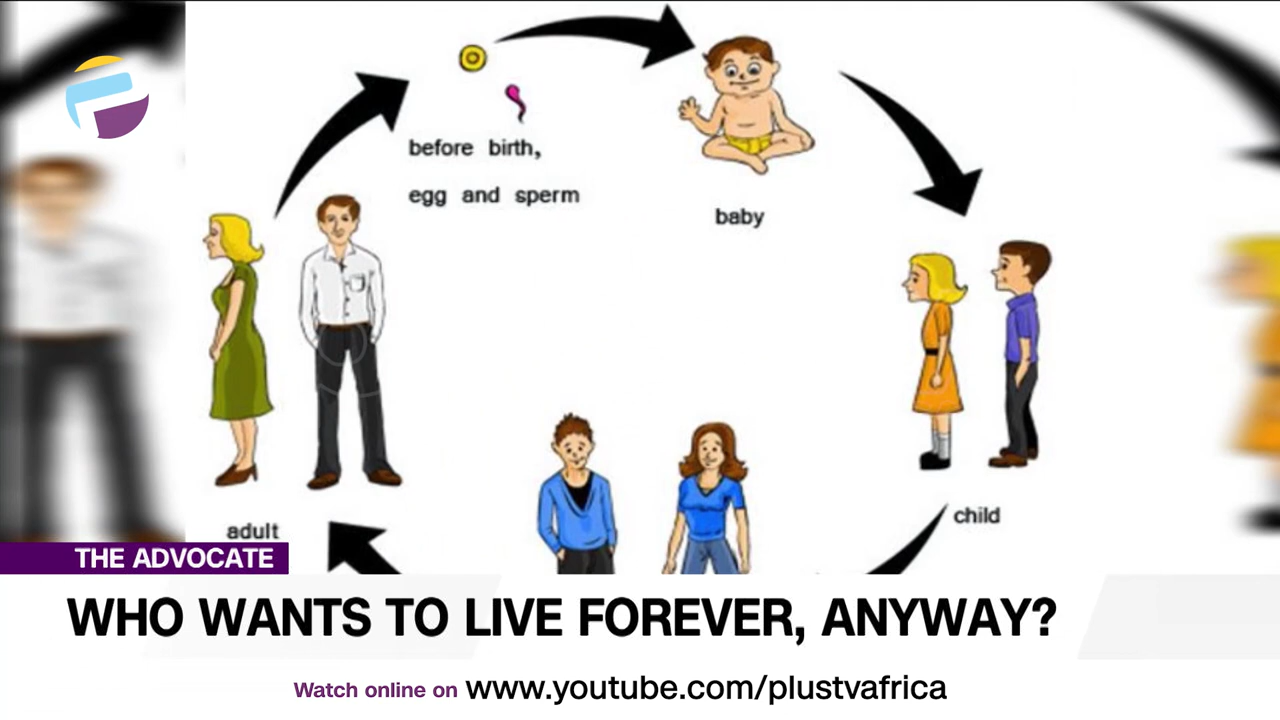 before birth,
egg and sperm
baby
adult
child
THE ADVOCATE
WHO WANTS TO LIVE FOREVER, ANYWAY?
Watch online on www.youtube.com/plustvafrica